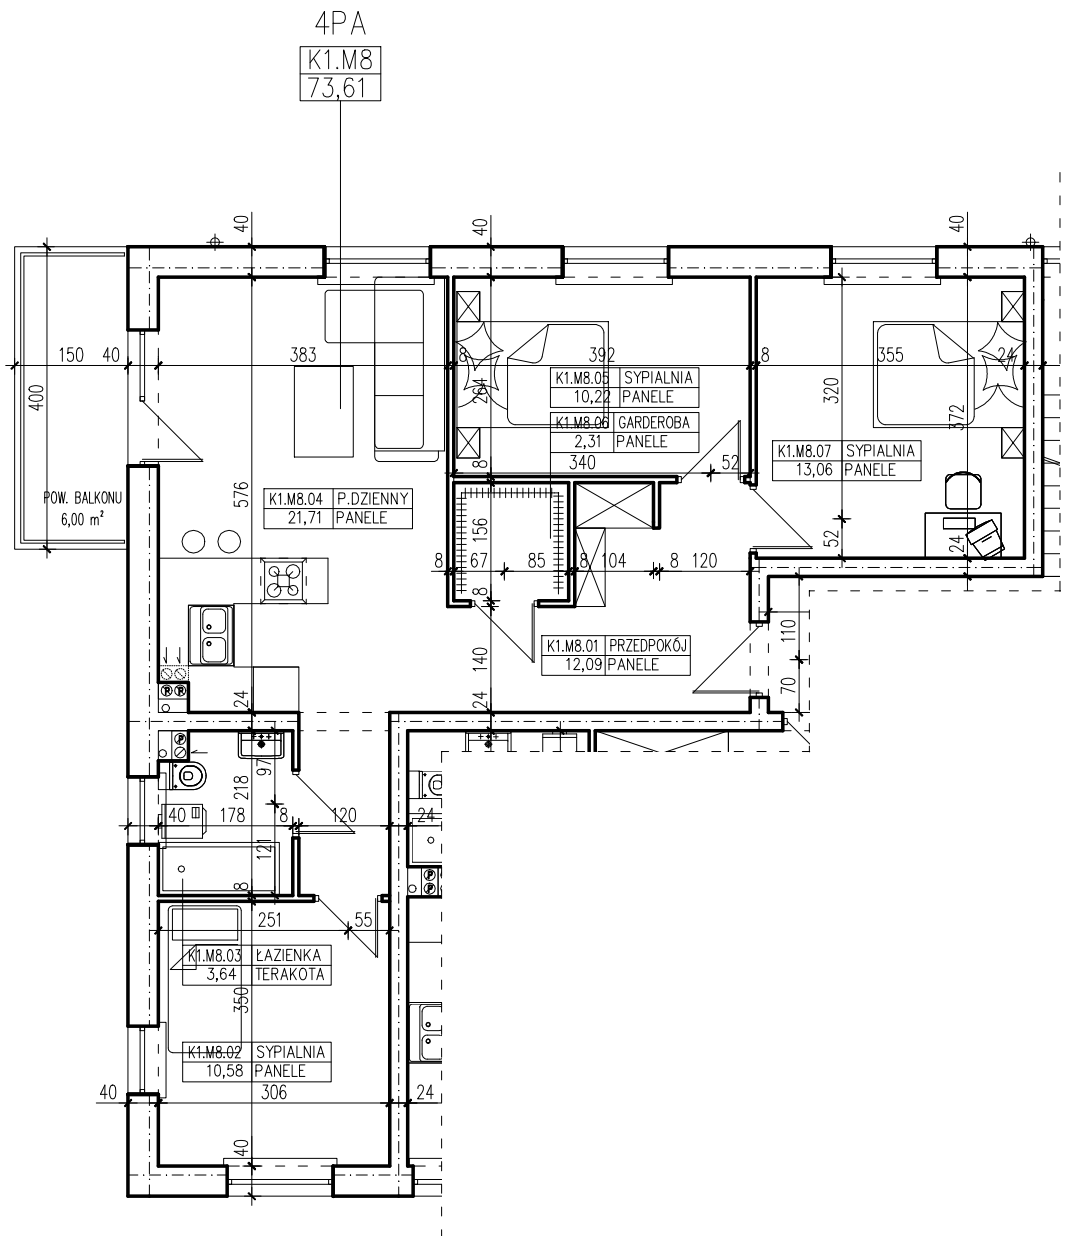 4PA
K1.M8
73,61
40
40
40
150
40
383
8
392
8
355
24
400
264
320
372
K1.M8.05 SYPIALNIA
10,22 PANELE
K1.M8.06 GARDEROBA
2,31 PANELE
K1.M8.07 SYPIALNIA
13,06 PANELE
8
340
52
POW. BALKONU
6,00 m²
576
K1.M8.04 P.DZIENNY
21,71 PANELE
156
52
24
8
67
85
8
104
8
120
8
K1.M8.01 PRZEDPOKÓJ
12,09 PANELE
110
140
70
24
24
P P
P
97
218
40
178
8
120
24
121
8
P P
251
55
K1.M8.03 ŁAZIENKA
3,64 TERAKOTA
350
K1.M8.02 SYPIALNIA
10,58 PANELE
40
306
24
40